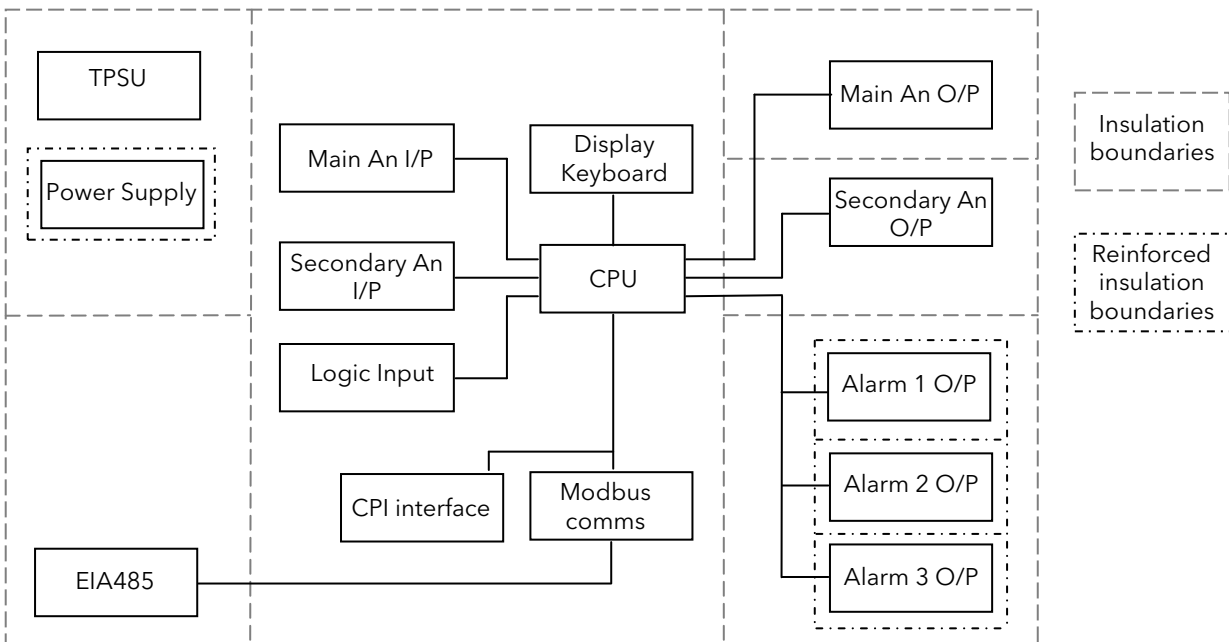 TPSU
Power Supply
Main An I/P
Display
Keyboard
Secondary An
I/P
CPU
Logic Input
CPI interface
Modbus
comms
EIA485
Main An O/P
Secondary An
O/P
Alarm 1 O/P
Alarm 2 O/P
Alarm 3 O/P
Insulation
boundaries
Reinforced
insulation
boundaries